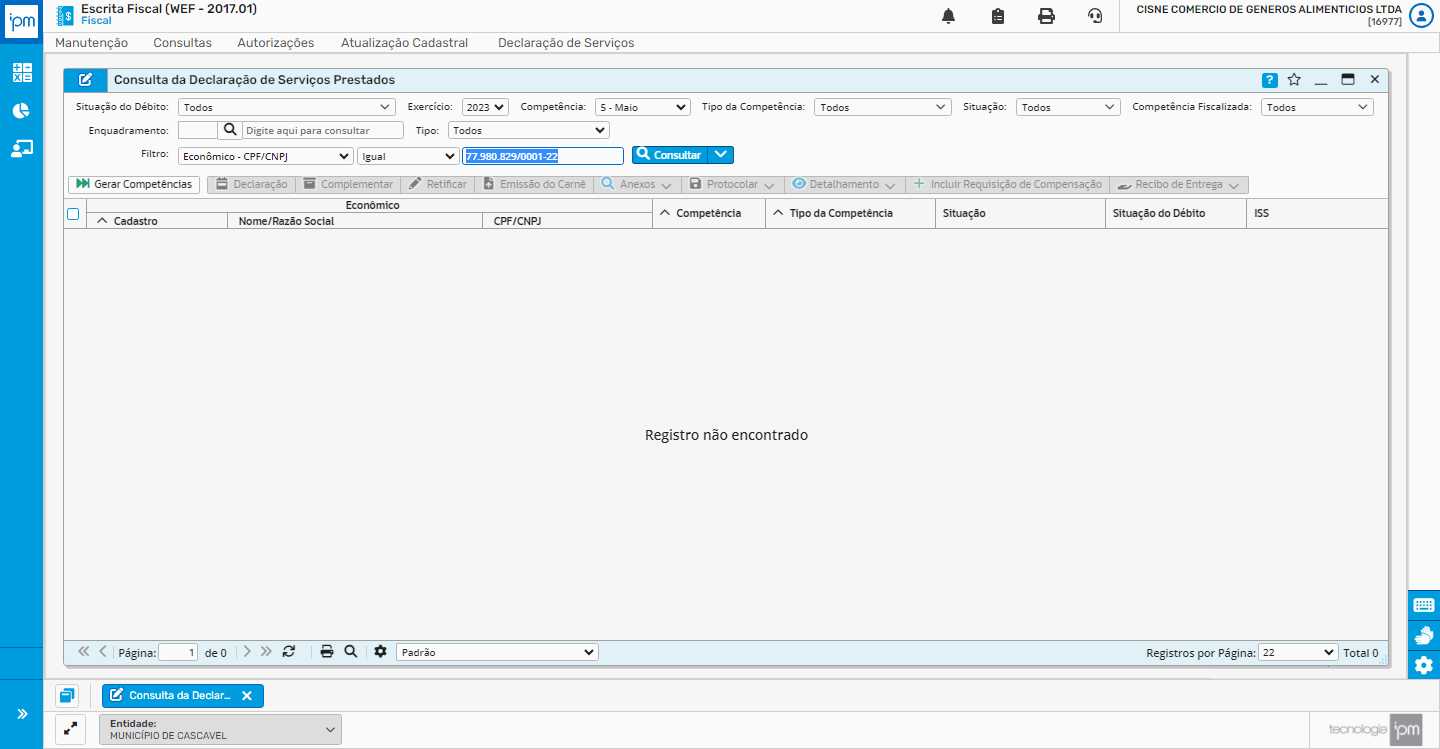 ipm
Escrita Fiscal (WEF - 2017.01)
Fiscal
CISNE COMERCIO DE GENEROS ALIMENTICIOS LTDA
[16977]
Manutenção Consultas Autorizações Atualização Cadastral Declaração de Serviços
Consulta da Declaração de Serviços Prestados
?
Situação do Débito: Todos Exercício: 2023 Competência: 5 - Maio Tipo da Competência: Todos Situação: Todos Competência Fiscalizada: Todos
Enquadramento: Digite aqui para consultar Tipo: Todos
Filtro: Econômico - CPF/CNPJ Igual 77.980.829/0001-22 Consultar
Gerar Competências Declaração Complementar Retificar Emissão do Carnê Anexos Protocolar Detalhamento Incluir Requisição de Compensação Recibo de Entrega
Econômico
Cadastro Nome/Razão Social CPF/CNPJ Competência Tipo da Competência Situação Situação do Débito ISS
Registro não encontrado
Página: 1 de 0 Padrão Registros por Página: 22 Total 0
Consulta da Declar...
Entidade:
MUNICÍPIO DE CASCAVEL
tecnologia ipm